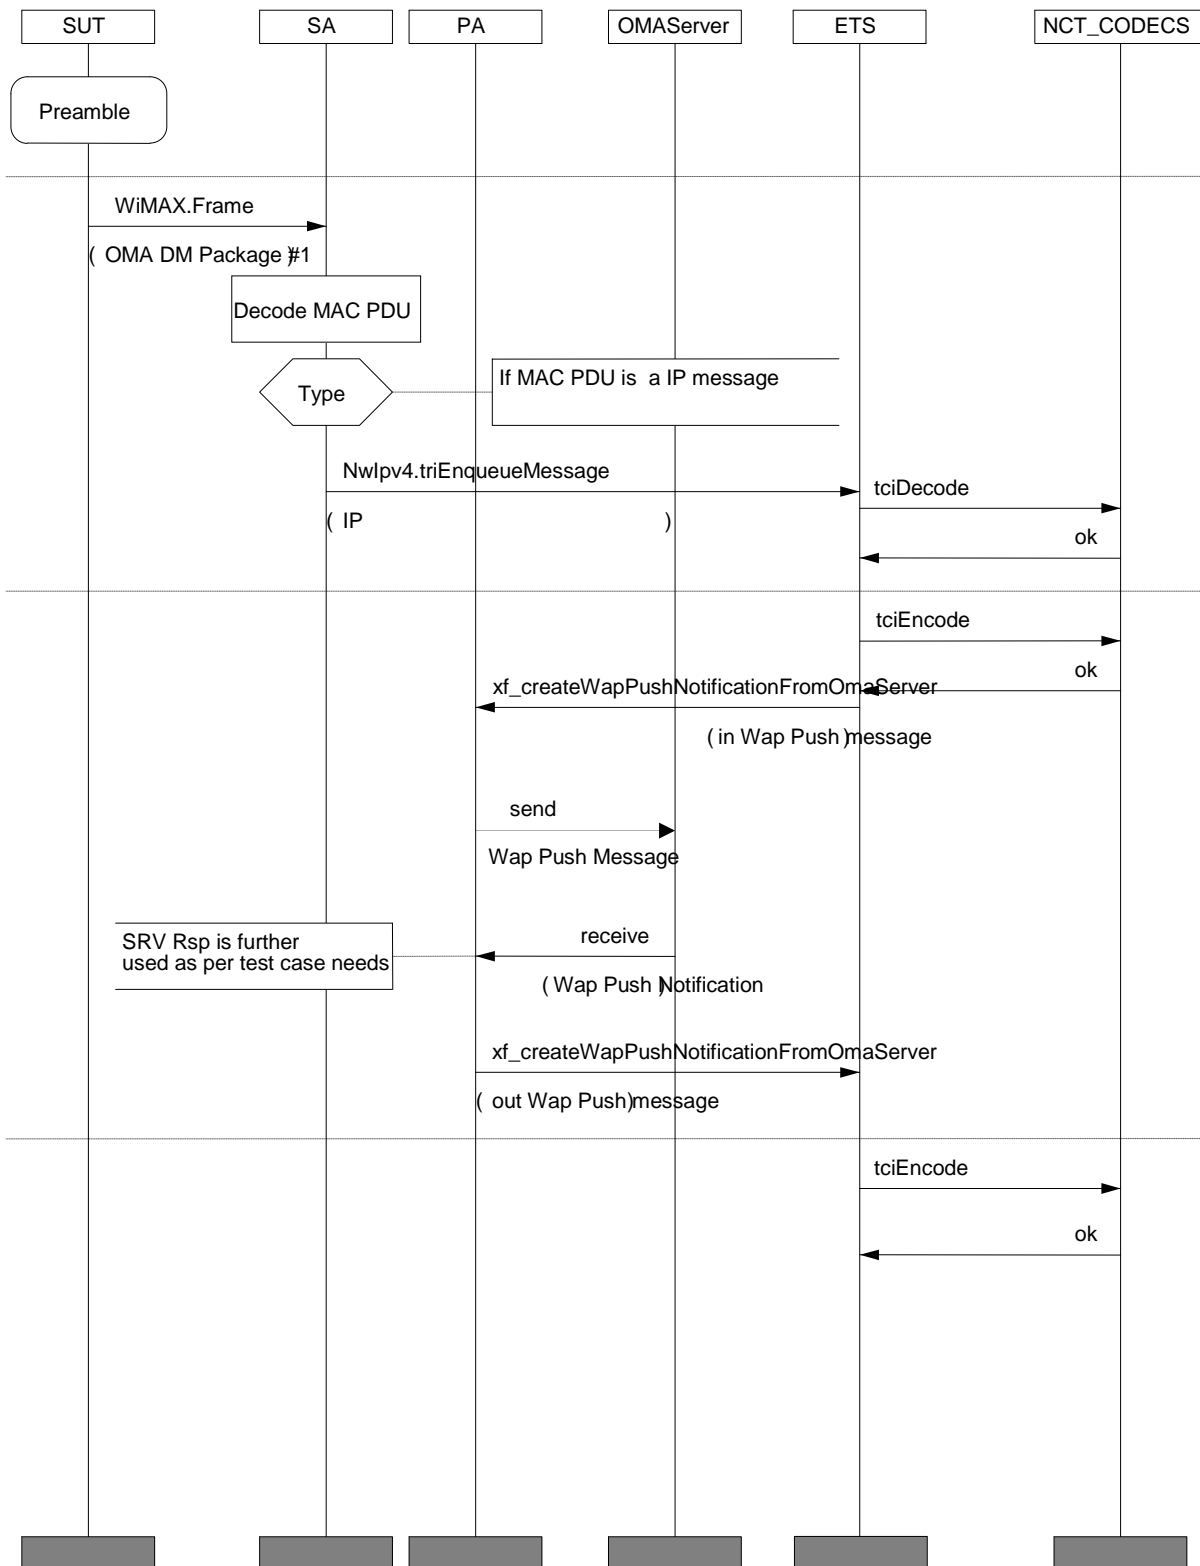 SUT
SA
PA
OMAServer
ETS
NCT_CODECS
Preamble
WiMAX.Frame
( OMA DM Package #1)
Decode MAC PDU
Type
If MAC PDU is a IP message
NwIpv4.triEnqueueMessage
( IP )
tciDecode
ok
tciEncode
ok
xf_createWapPushNotificationFromOmaServer
( in Wap Push message)
send
Wap Push Message
SRV Rsp is further
used as per test case needs
receive
( Wap Push Notification)
xf_createWapPushNotificationFromOmaServer
( out Wap Push message)
tciEncode
ok